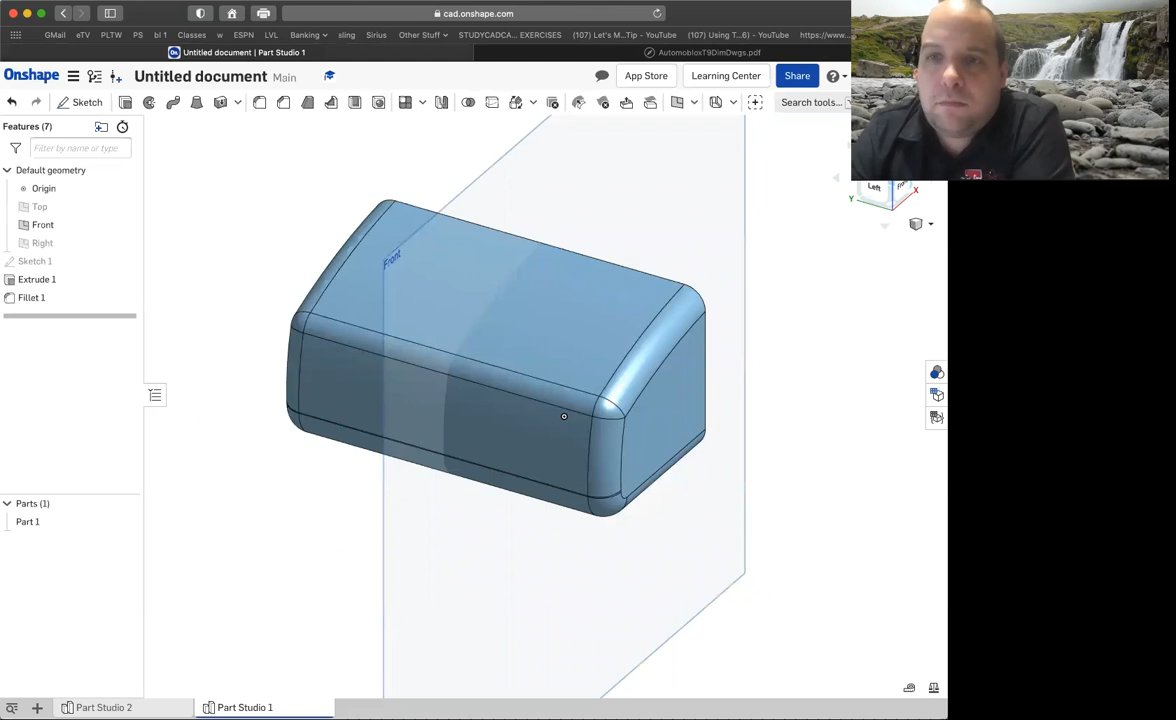 cad.onshape.com
GMail eTV PLTW PS bl 1 Classes w ESPN LVL Banking sling Sirius Other Stuff STUDYCADCA... EXERCISES (107) Let's M...Tip - YouTube (107) Using T...6) - YouTube https://www...
On Untitled document | Part Studio 1
AutomobloxT9DimDwgs.pdf
Onshape Untitled document Main App Store Learning Center Share
Sketch Search tools...
Features (7)
Filter by name or type
Default geometry
Origin
Top
Front
Right
Sketch 1
Extrude 1
Fillet 1
Front
Left Front
Y X
Parts (1)
Part 1
Part Studio 2 Part Studio 1